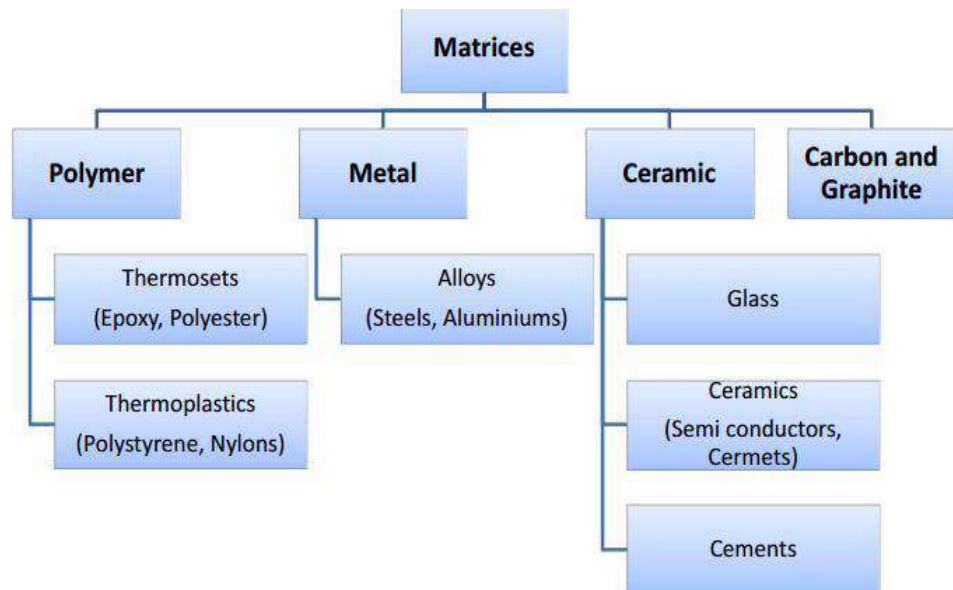 Matrices
Polymer
Metal
Ceramic
Carbon and
Graphite
Thermosets
(Epoxy, Polyester)
Alloys
(Steels, Aluminiums)
Glass
Thermoplastics
(Polystyrene, Nylons)
Ceramics
(Semi conductors,
Cermets)
Cements